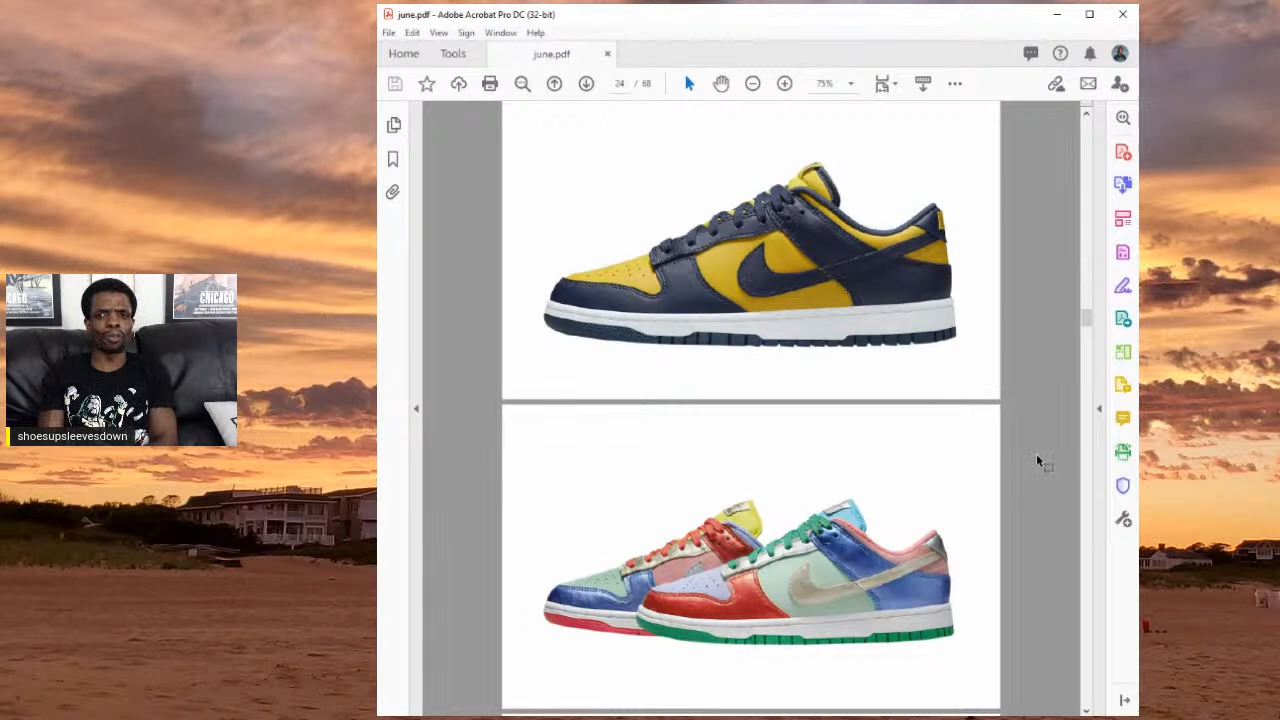 june.pdf - Adobe Acrobat Pro DC (32-bit)
File Edit View Sign Window Help
Home Tools june.pdf
24 / 68 75%
CHICAGO
shoesupsleevesdown